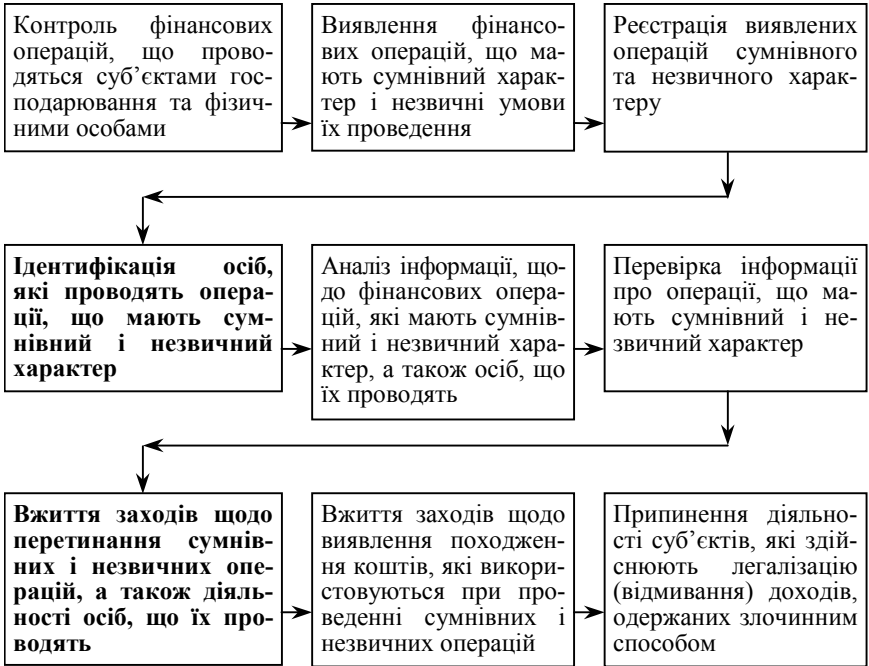 Контроль фінансових
операцій, що прово-
дяться суб’єктами гос-
подарювання та фізич-
ними особами
Виявлення фінансо-
вих операцій, що ма-
ють сумнівний харак-
тер і незвичні умови
їх проведення
Реєстрація виявлених
операцій сумнівного
та незвичного харак-
теру
Ідентифікація осіб,
які проводять опера-
ції, що мають сум-
нівний і незвичний
характер
Аналіз інформації, що-
до фінансових опера-
цій, які мають сумнів-
ний і незвичний харак-
тер, а також осіб, що
їх проводять
Перевірка інформації
про операції, що ма-
ють сумнівний і не-
звичний характер
Вжиття заходів щодо
перетинання сумнів-
них і незвичних опе-
рацій, а також діяль-
ності осіб, що їх про-
водять
Вжиття заходів щодо
виявлення походжен-
ня коштів, які викори-
стовуються при про-
веденні сумнівних і
незвичних операцій
Припинення діяльно-
сті суб’єктів, які здій-
снюють легалізацію
(відмивання) доходів,
одержаних злочинним
способом